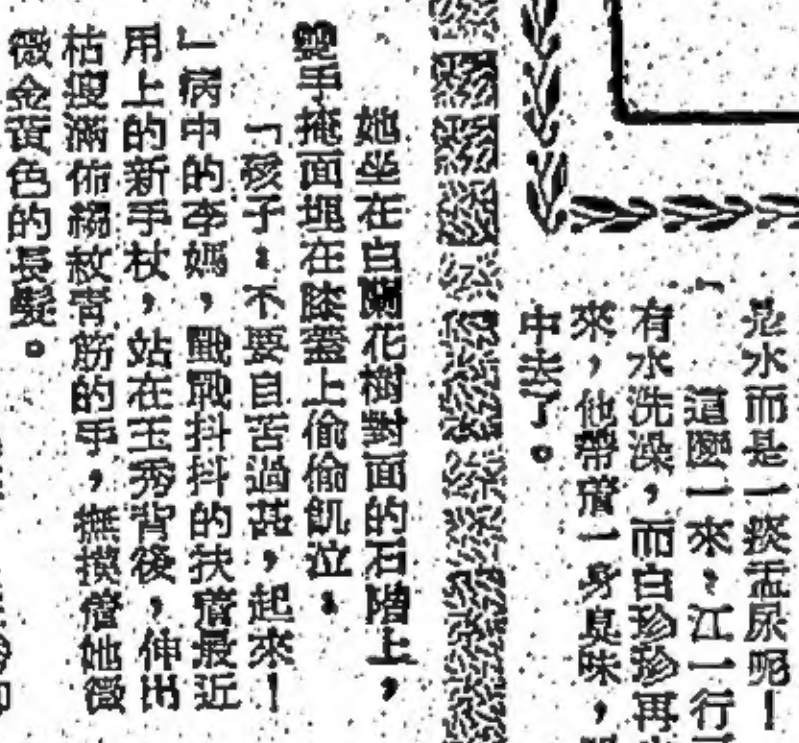 是水而是一痰盂尿呢！
「這麼一來，江一行
有水洗澡，而白珍珍再
來，他帶着一身臭味，
中去了。
她坐在白蘭花樹對面的石階上，
雙手掩面埋在膝蓋上偷偷飢泣，
「孩子，不要自苦過甚，起來！
」病中的李媽，戰戰抖抖的扶着最近
用上的新手杖，站在玉秀背後，伸出
枯瘦滿佈縐紋青筋的手，撫摸着她微
微金黃色的長髮。